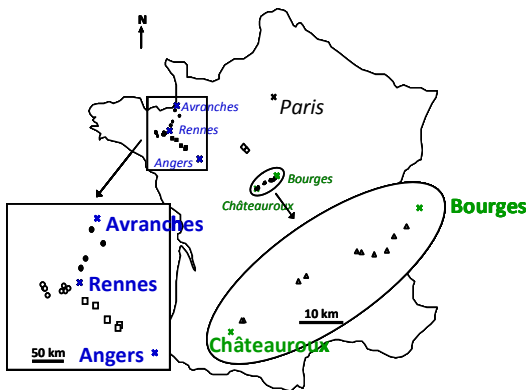 N
Avranches
Paris
Rennes
Angers
Bourges
Châteauroux
Avranches
Bourges
Rennes
10 km
Châteauroux
50 km
Angers